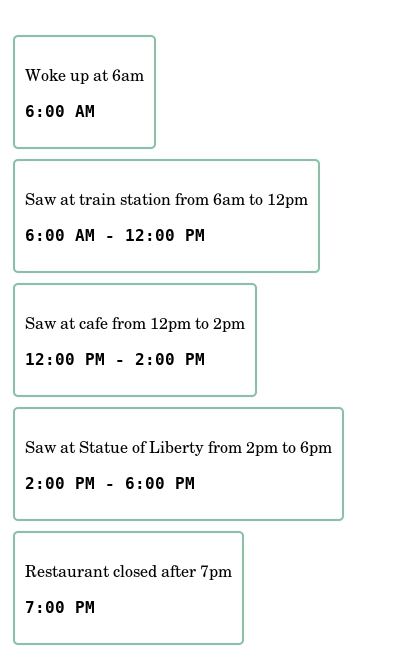 Woke up at 6am
6:00 AM
Saw at train station from 6am to 12pm
6:00 AM - 12:00 PM
Saw at cafe from 12pm to 2pm
12:00 PM - 2:00 PM
Saw at Statue of Liberty from 2pm to 6pm
2:00 PM - 6:00 PM
Restaurant closed after 7pm
7:00 PM